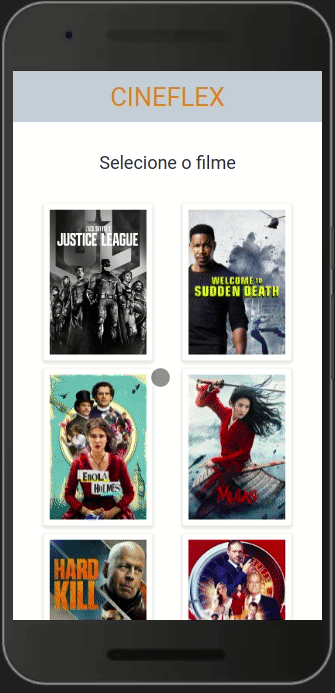 CINEFLEX
Selecione o filme
ZACK SNYDER'S
JUSTICE LEAGUE
WELCOME TO
SUDDEN DEATH
ENOLA
HOLMES
MULAN
HARD
KILL